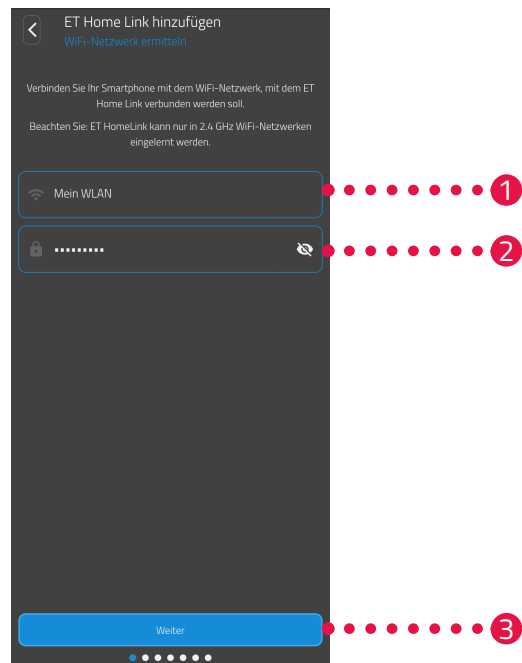 ET Home Link hinzufügen
WiFi-Netzwerk ermitteln
Verbinden Sie Ihr Smartphone mit dem WiFi-Netzwerk, mit dem ET
Home Link verbunden werden soll.
Beachten Sie: ET HomeLink kann nur in 2.4 GHz WiFi-Netzwerken
eingelernt werden.
Mein WLAN
1
•••••••••
2
Weiter
3